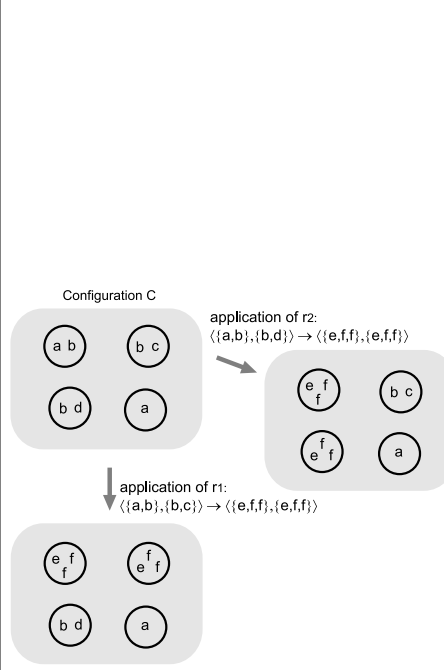 Configuration C
application of r2:
⟨{a,b},{b,d}⟩ → ⟨{e,f,f},{e,f,f}⟩
a b
b c
b d
a
e f
f
b c
f
e f
a
application of r1:
⟨{a,b},{b,c}⟩ → ⟨{e,f,f},{e,f,f}⟩
e f
f
f
e f
b d
a